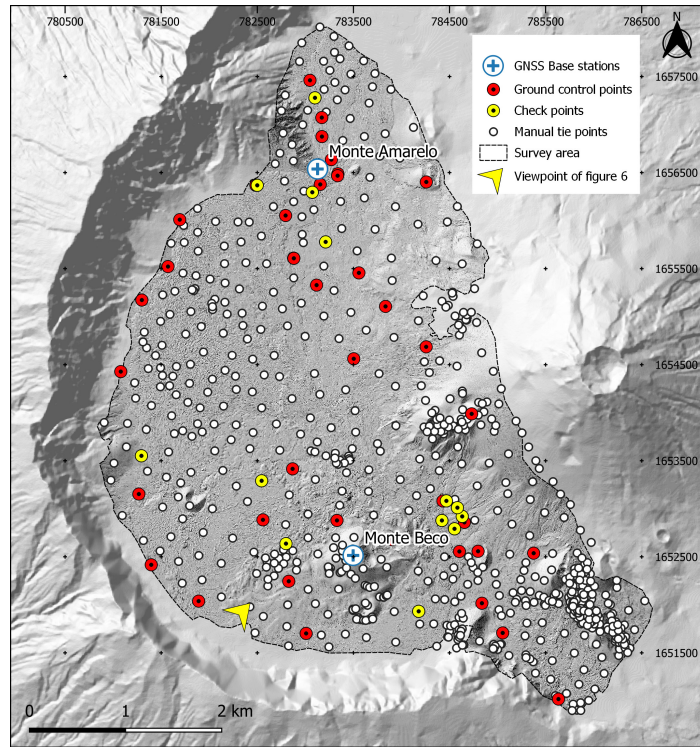 780500 781500 782500 783500 784500 785500 786500
N
GNSS Base stations
Ground control points
Check points
Manual tie points
Survey area
Viewpoint of figure 6
1657500
Monte Amarelo
1656500
1655500
1654500
1653500
Monte Beco
1652500
1651500
0 1 2 km